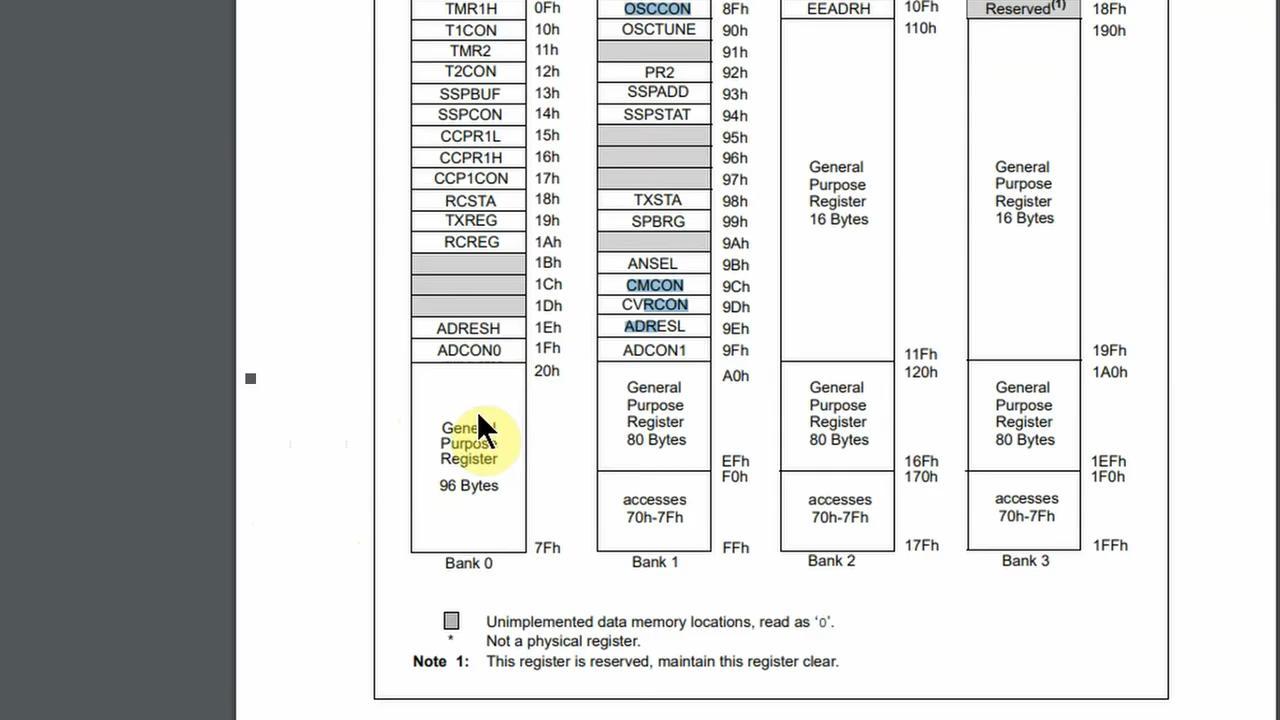 TMR1H 0Fh OSCCON 8Fh EEADRH 10Fh Reserved(1) 18Fh
T1CON 10h OSCTUNE 90h 110h 190h
TMR2 11h 91h
T2CON 12h PR2 92h
SSPBUF 13h SSPADD 93h
SSPCON 14h SSPSTAT 94h
CCPR1L 15h 95h
CCPR1H 16h 96h General General
CCP1CON 17h 97h Purpose Purpose
RCSTA 18h TXSTA 98h Register Register
TXREG 19h SPBRG 99h 16 Bytes 16 Bytes
RCREG 1Ah 9Ah
1Bh ANSEL 9Bh
1Ch CMCON 9Ch
1Dh CVRCON 9Dh
ADRESH 1Eh ADRESL 9Eh
ADCON0 1Fh ADCON1 9Fh 11Fh 19Fh
20h A0h 120h 1A0h
General General General
Purpose Purpose Purpose
General Register Register Register
Purpose 80 Bytes 80 Bytes 80 Bytes
Register EFh 16Fh 1EFh
F0h 170h 1F0h
96 Bytes accesses accesses accesses
70h-7Fh 70h-7Fh 70h-7Fh
7Fh FFh 17Fh 1FFh
Bank 0 Bank 1 Bank 2 Bank 3
Unimplemented data memory locations, read as ‘0’.
* Not a physical register.
Note 1: This register is reserved, maintain this register clear.